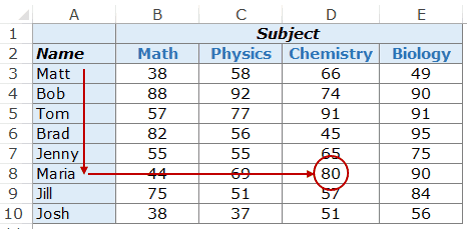 A B C D E
1 Subject
2 Name Math Physics Chemistry Biology
3 Matt 38 58 66 49
4 Bob 88 92 74 90
5 Tom 57 77 91 91
6 Brad 82 56 45 95
7 Jenny 55 55 65 75
8 Maria 44 69 80 90
9 Jill 75 51 57 84
10 Josh 38 37 51 56